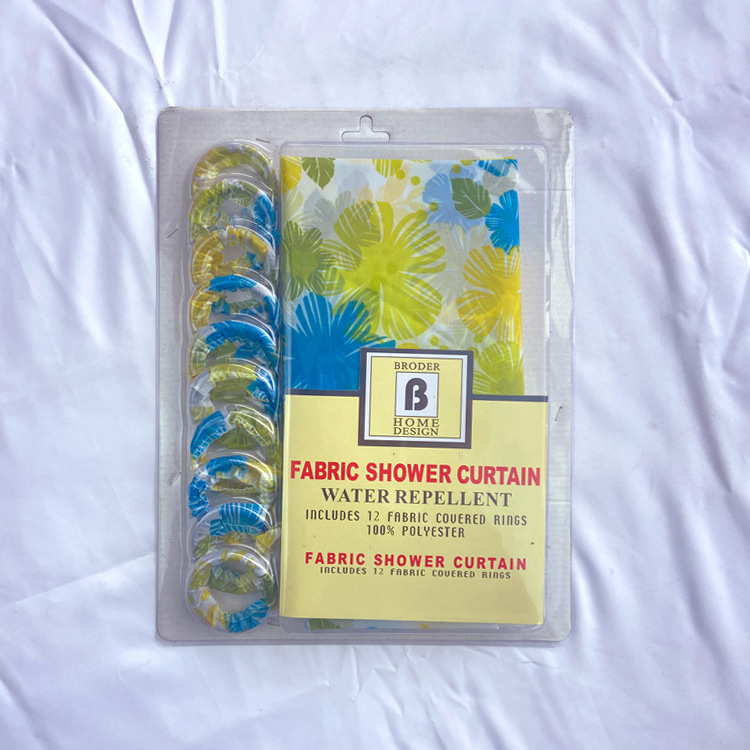 BRODER
B
HOME
DESIGN
FABRIC SHOWER CURTAIN
WATER REPELLENT
INCLUDES 12 FABRIC COVERED RINGS
100% POLYESTER
FABRIC SHOWER CURTAIN
INCLUDES 12 FABRIC COVERED RINGS